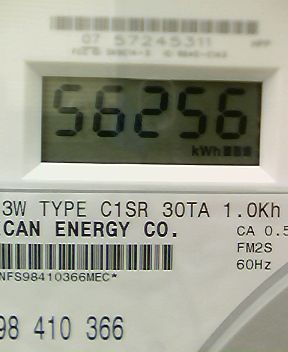 07 57245311
56256
kWh
3W TYPE C1SR 30TA 1.0Kh
CAN ENERGY CO.
CA 0.5
FM2S
60Hz
NFS98410366MEC*
98 410 366